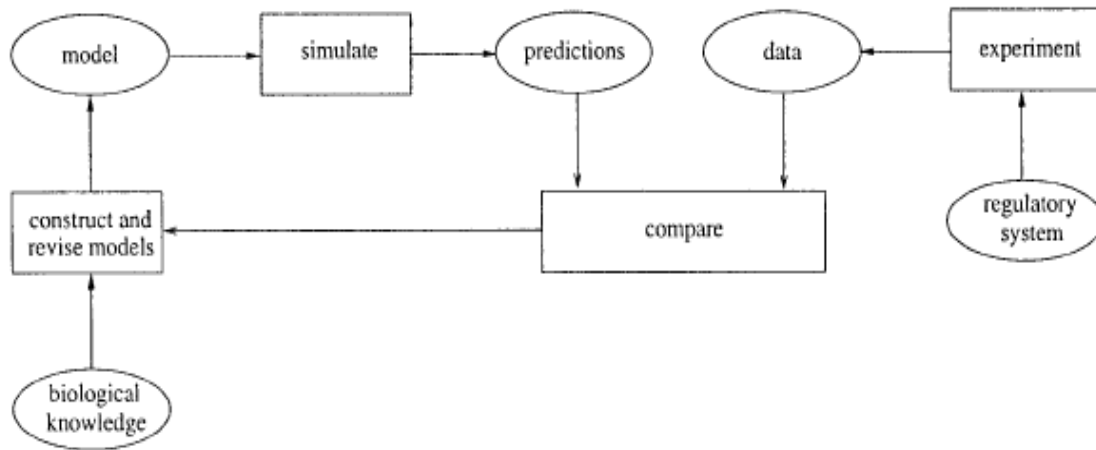 model
simulate
predictions
data
experiment
construct and
revise models
compare
regulatory
system
biological
knowledge